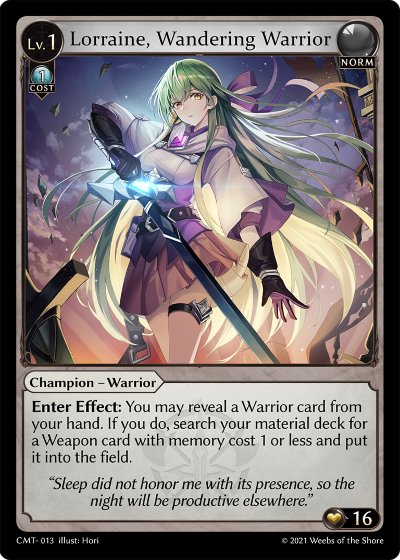 Lv.1 Lorraine, Wandering Warrior
NORM
1
COST
Champion – Warrior
Enter Effect: You may reveal a Warrior card from
your hand. If you do, search your material deck for
a Weapon card with memory cost 1 or less and put
it into the field.
“Sleep did not honor me with its presence, so the
night will be productive elsewhere.”
16
CMT- 013 illust: Hori © 2021 Weebs of the Shore